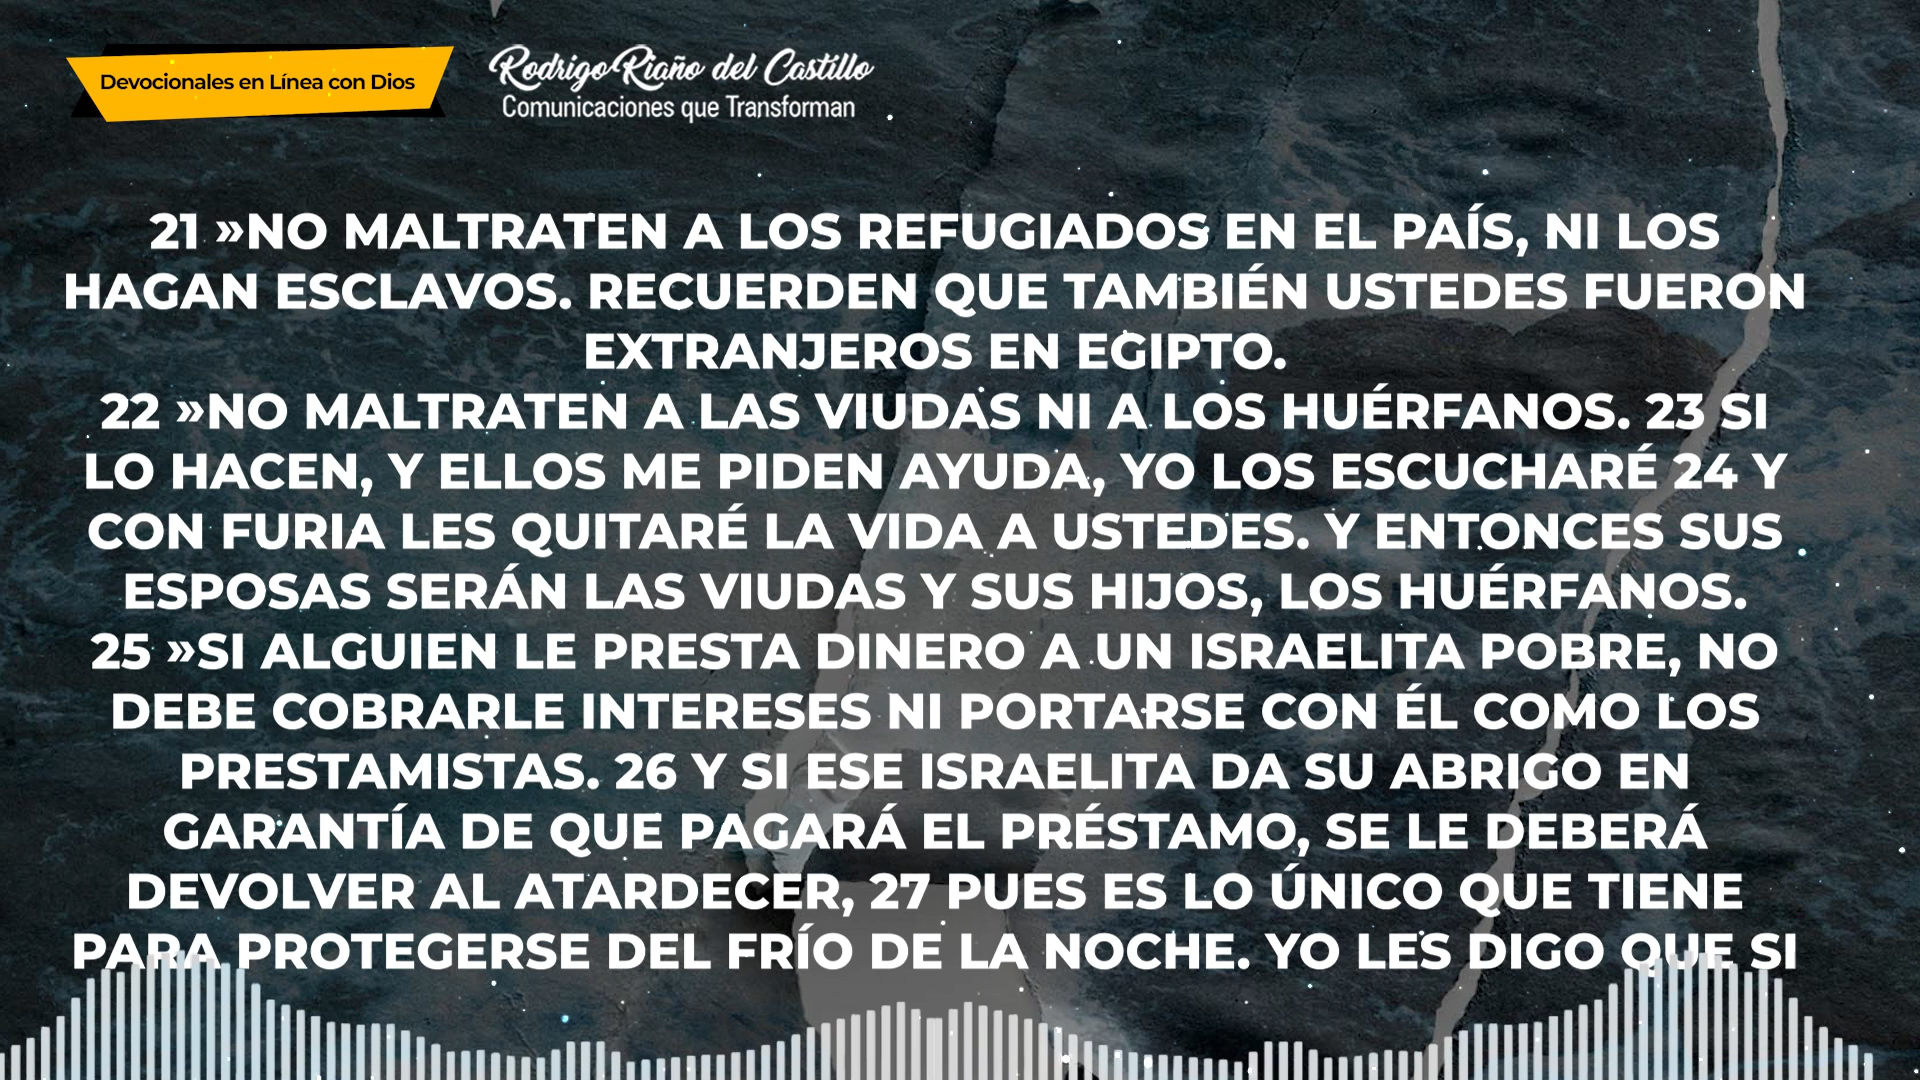 Devocionales en Línea con Dios
Rodrigo Riaño del Castillo
Comunicaciones que Transforman
21 »NO MALTRATEN A LOS REFUGIADOS EN EL PAÍS, NI LOS
HAGAN ESCLAVOS. RECUERDEN QUE TAMBIÉN USTEDES FUERON
EXTRANJEROS EN EGIPTO.
22 »NO MALTRATEN A LAS VIUDAS NI A LOS HUÉRFANOS. 23 SI
LO HACEN, Y ELLOS ME PIDEN AYUDA, YO LOS ESCUCHARÉ 24 Y
CON FURIA LES QUITARÉ LA VIDA A USTEDES. Y ENTONCES SUS
ESPOSAS SERÁN LAS VIUDAS Y SUS HIJOS, LOS HUÉRFANOS.
25 »SI ALGUIEN LE PRESTA DINERO A UN ISRAELITA POBRE, NO
DEBE COBRARLE INTERESES NI PORTARSE CON ÉL COMO LOS
PRESTAMISTAS. 26 Y SI ESE ISRAELITA DA SU ABRIGO EN
GARANTÍA DE QUE PAGARÁ EL PRÉSTAMO, SE LE DEBERÁ
DEVOLVER AL ATARDECER, 27 PUES ES LO ÚNICO QUE TIENE
PARA PROTEGERSE DEL FRÍO DE LA NOCHE. YO LES DIGO QUE SI